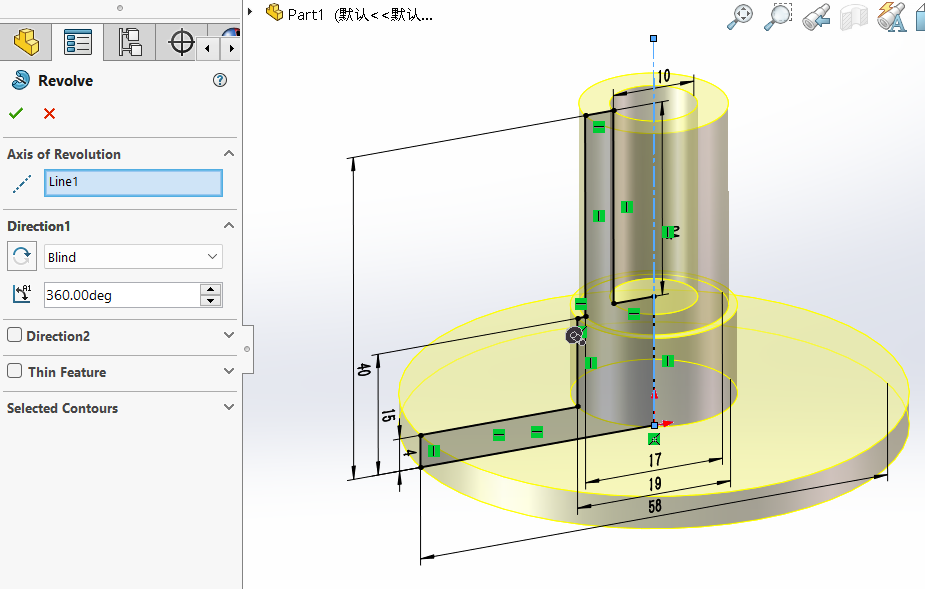 Part1 (默认<<默认...
Revolve
Axis of Revolution
Line1
Direction1
Blind
A1
360.00deg
Direction2
Thin Feature
Selected Contours
10
40
15
4
17
19
58